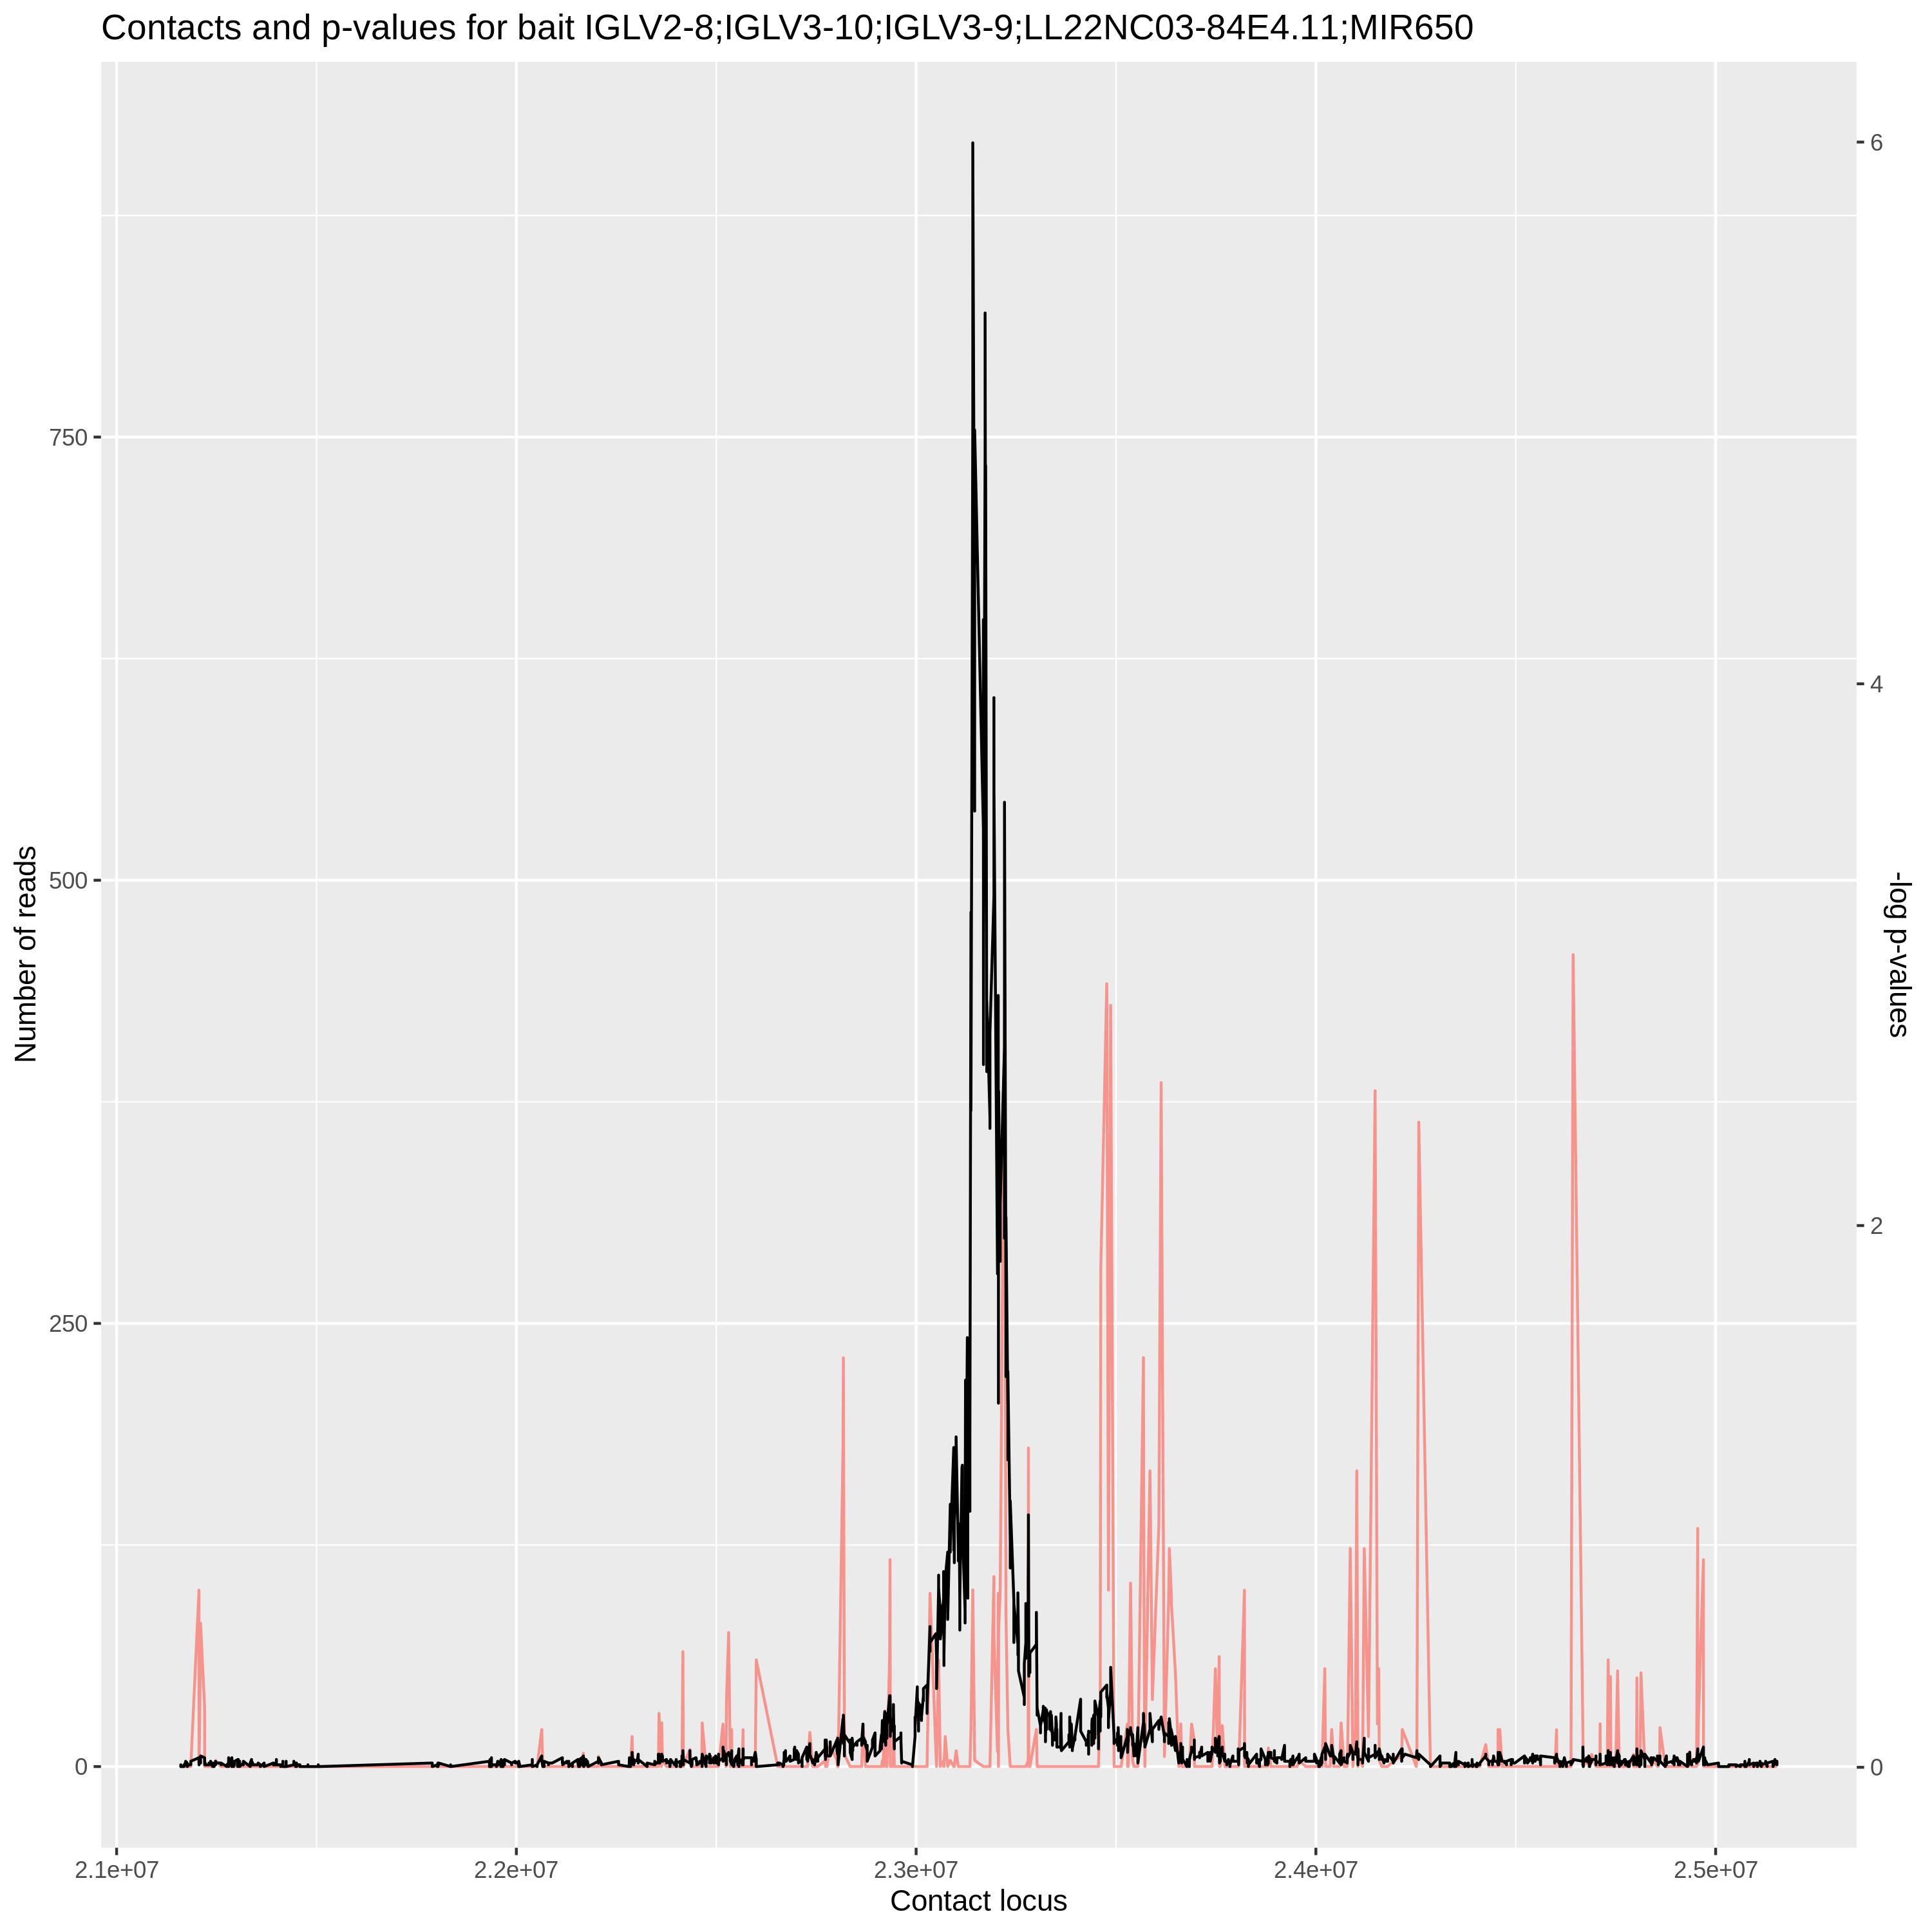 Contacts and p-values for bait IGLV2-8;IGLV3-10;IGLV3-9;LL22NC03-84E4.11;MIR650
6
750
4
500
Number of reads
-log p-values
2
250
0
0
2.1e+07
2.2e+07
2.3e+07
2.4e+07
2.5e+07
Contact locus